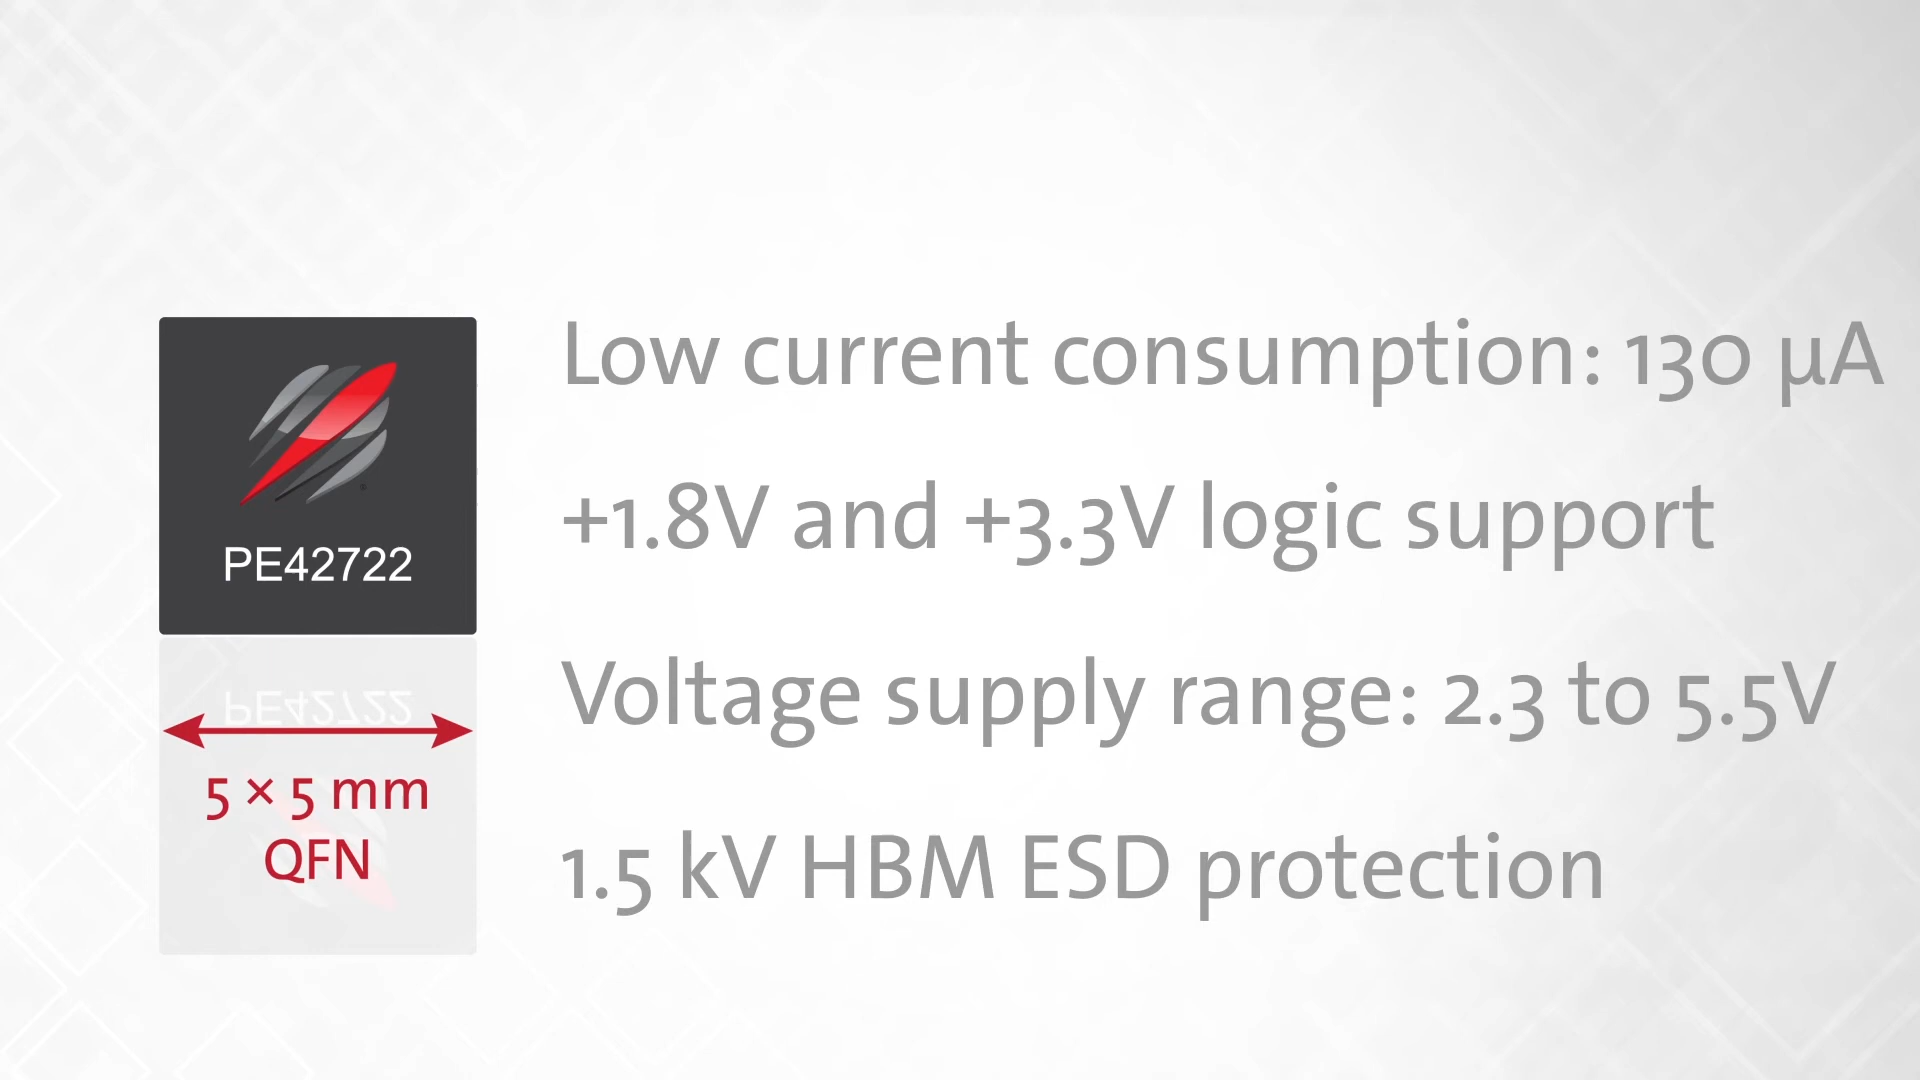 Low current consumption: 130 µA
+1.8V and +3.3V logic support
Voltage supply range: 2.3 to 5.5V
1.5 kV HBM ESD protection
PE42722
PE42722
5 × 5 mm
QFN